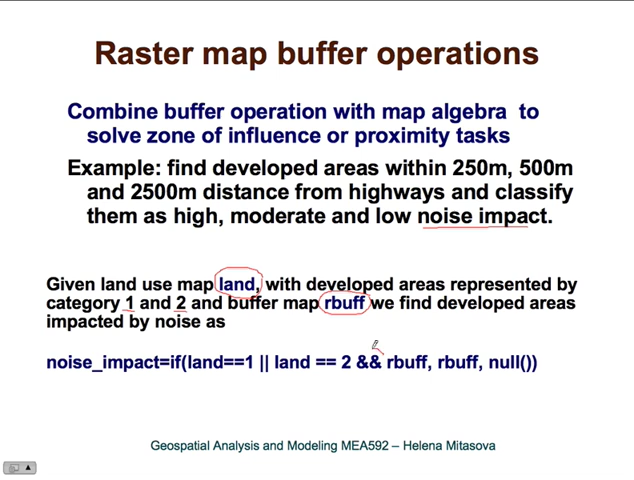 Raster map buffer operations
Combine buffer operation with map algebra to
solve zone of influence or proximity tasks
Example: find developed areas within 250m, 500m
and 2500m distance from highways and classify
them as high, moderate and low noise impact.
Given land use map land, with developed areas represented by
category 1 and 2 and buffer map rbuff we find developed areas
impacted by noise as
noise_impact=if(land==1 || land == 2 && rbuff, rbuff, null())
Geospatial Analysis and Modeling MEA592 – Helena Mitasova